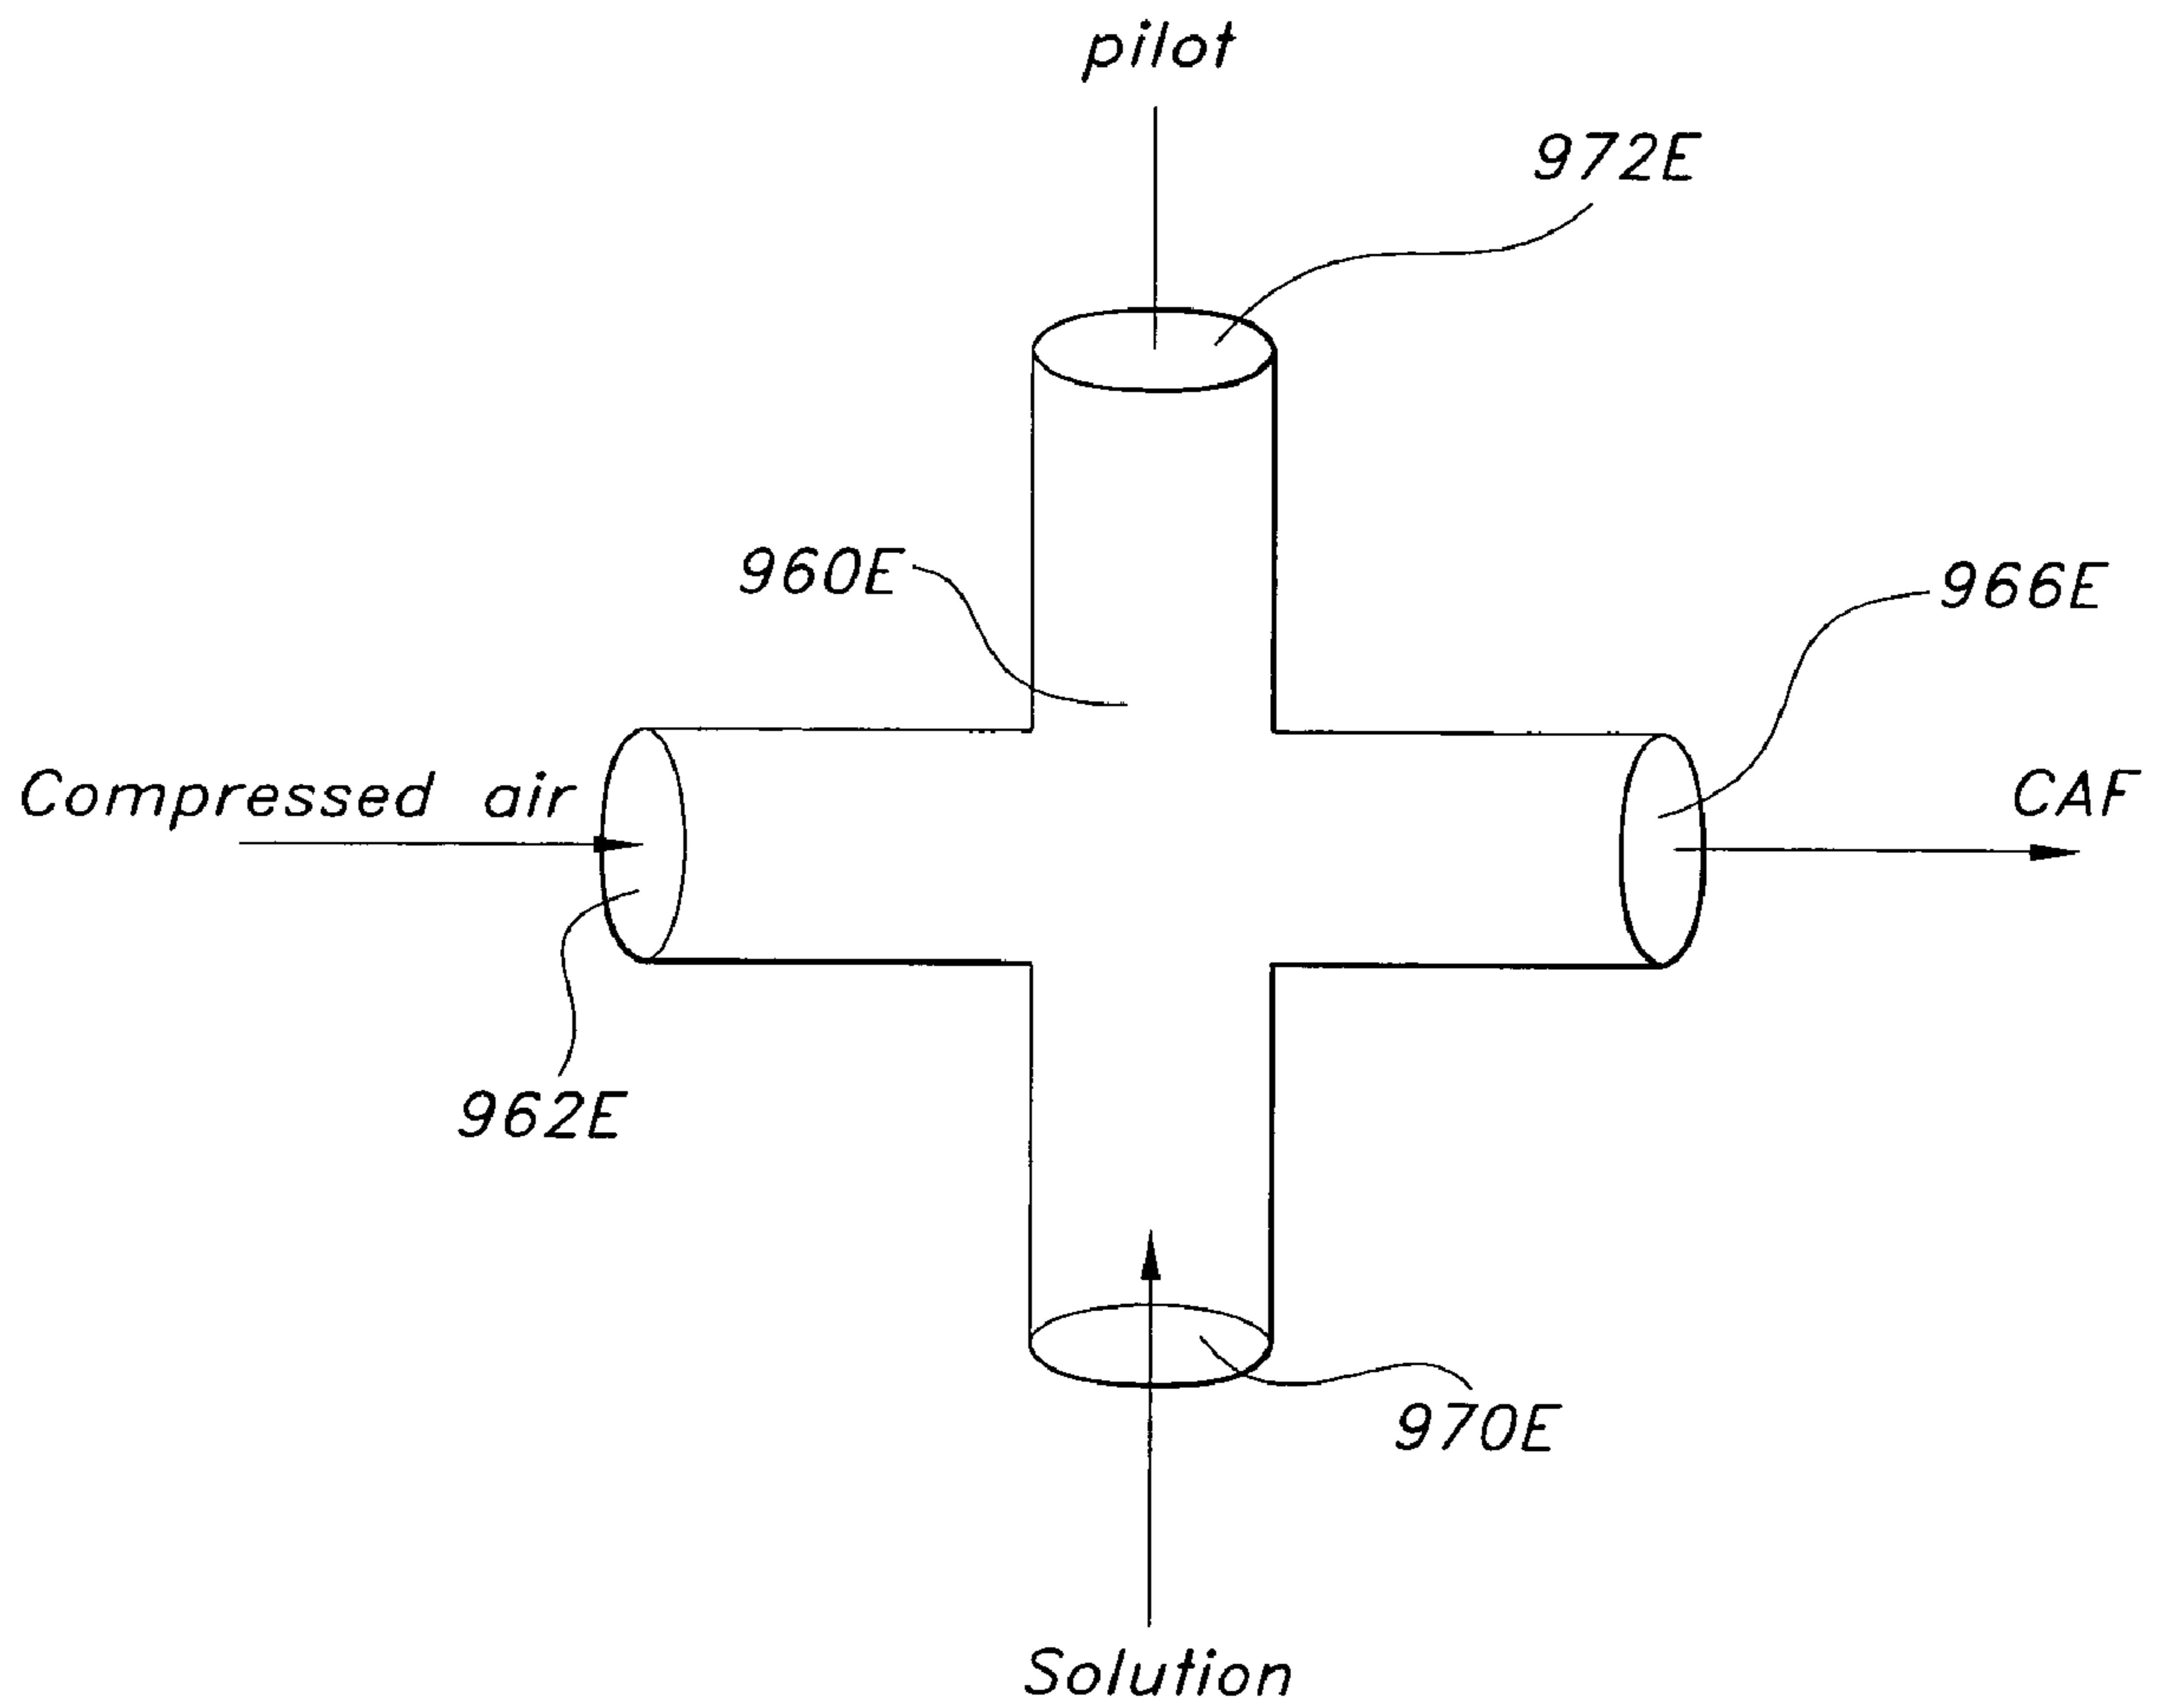 pilot
972E
960E
966E
Compressed air
CAF
962E
970E
Solution